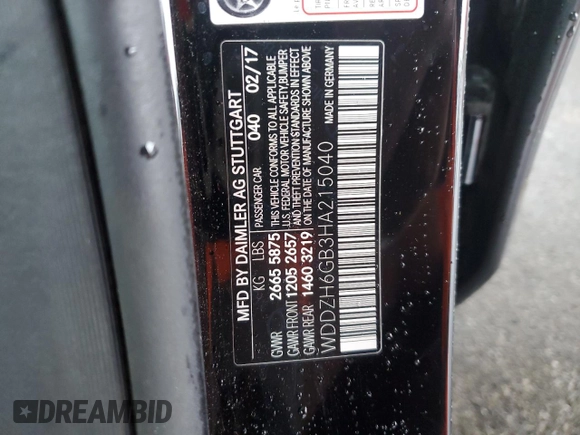 MFD BY DAIMLER AG STUTTGART
PASSENGER CAR 040 02/17
KG LBS
GVWR 2665 5875
GAWR FRONT 1205 2657
GAWR REAR 1460 3219
THIS VEHICLE CONFORMS TO ALL APPLICABLE
U.S. FEDERAL MOTOR VEHICLE SAFETY, BUMPER
AND THEFT PREVENTION STANDARDS IN EFFECT
ON THE DATE OF MANUFACTURE SHOWN ABOVE
WDDZH6GB3HA215040
MADE IN GERMANY
DREAMBID